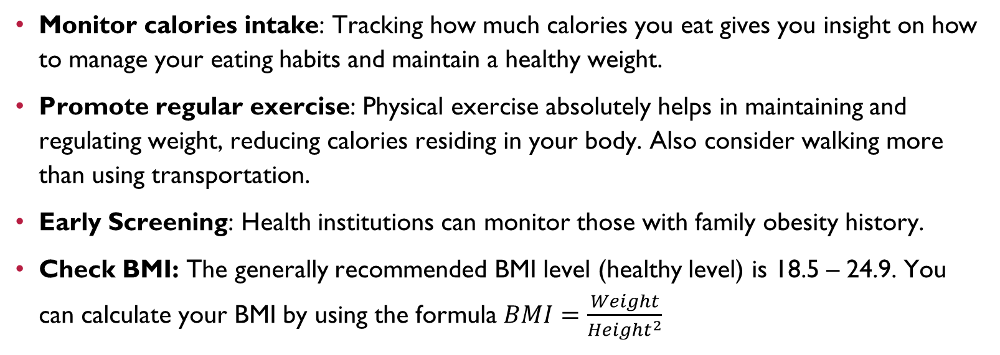 • Monitor calories intake: Tracking how much calories you eat gives you insight on how
to manage your eating habits and maintain a healthy weight.
• Promote regular exercise: Physical exercise absolutely helps in maintaining and
regulating weight, reducing calories residing in your body. Also consider walking more
than using transportation.
• Early Screening: Health institutions can monitor those with family obesity history.
• Check BMI: The generally recommended BMI level (healthy level) is 18.5 – 24.9. You
can calculate your BMI by using the formula BMI = Weight / Height²